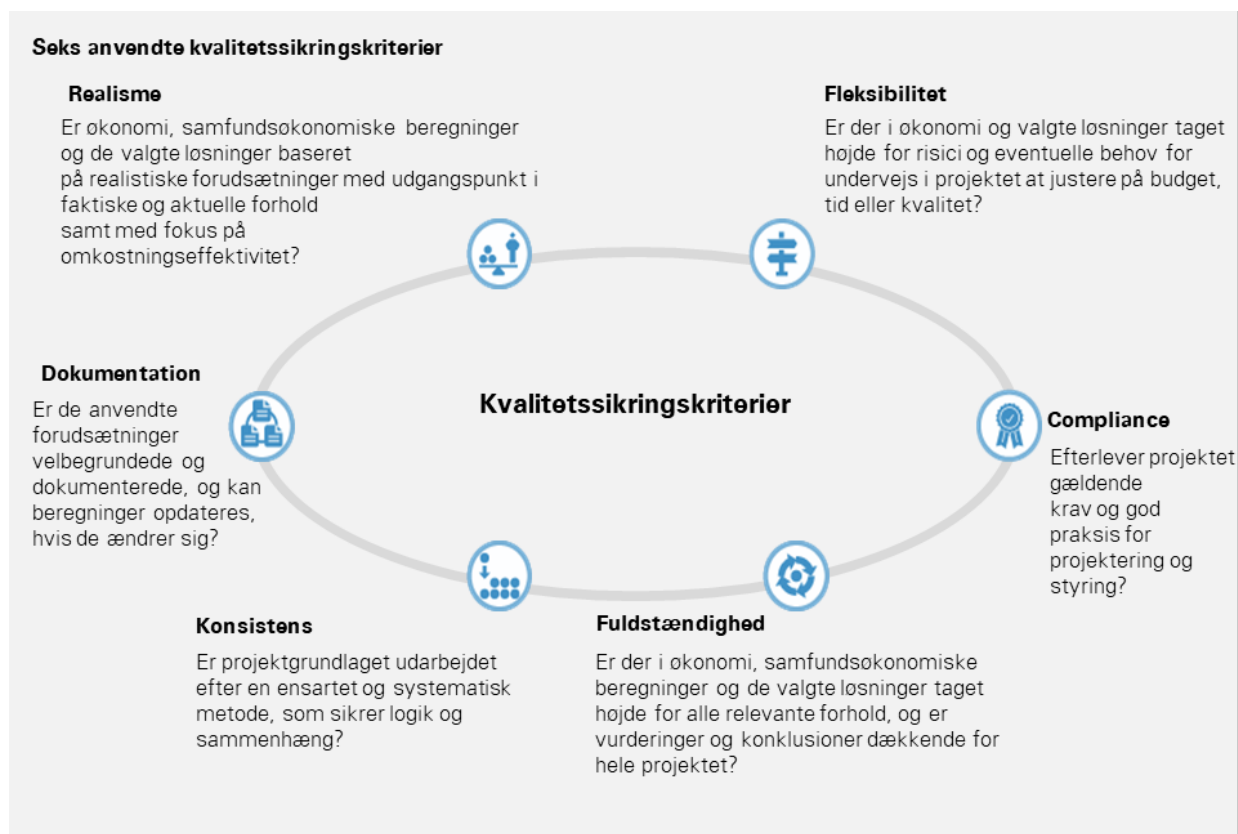 Seks anvendte kvalitetssikringskriterier
Realisme
Er økonomi, samfundsøkonomiske beregninger
og de valgte løsninger baseret
på realistiske forudsætninger med udgangspunkt i
faktiske og aktuelle forhold
samt med fokus på
omkostningseffektivitet?
Fleksibilitet
Er der i økonomi og valgte løsninger taget
højde for risici og eventuelle behov for
undervejs i projektet at justere på budget,
tid eller kvalitet?
Dokumentation
Er de anvendte
forudsætninger
velbegrundede og
dokumenterede, og kan
beregninger opdateres,
hvis de ændrer sig?
Kvalitetssikringskriterier
Compliance
Efterlever projektet
gældende
krav og god
praksis for
projektering og
styring?
Konsistens
Er projektgrundlaget udarbejdet
efter en ensartet og systematisk
metode, som sikrer logik og
sammenhæng?
Fuldstændighed
Er der i økonomi, samfundsøkonomiske
beregninger og de valgte løsninger taget
højde for alle relevante forhold, og er
vurderinger og konklusioner dækkende for
hele projektet?